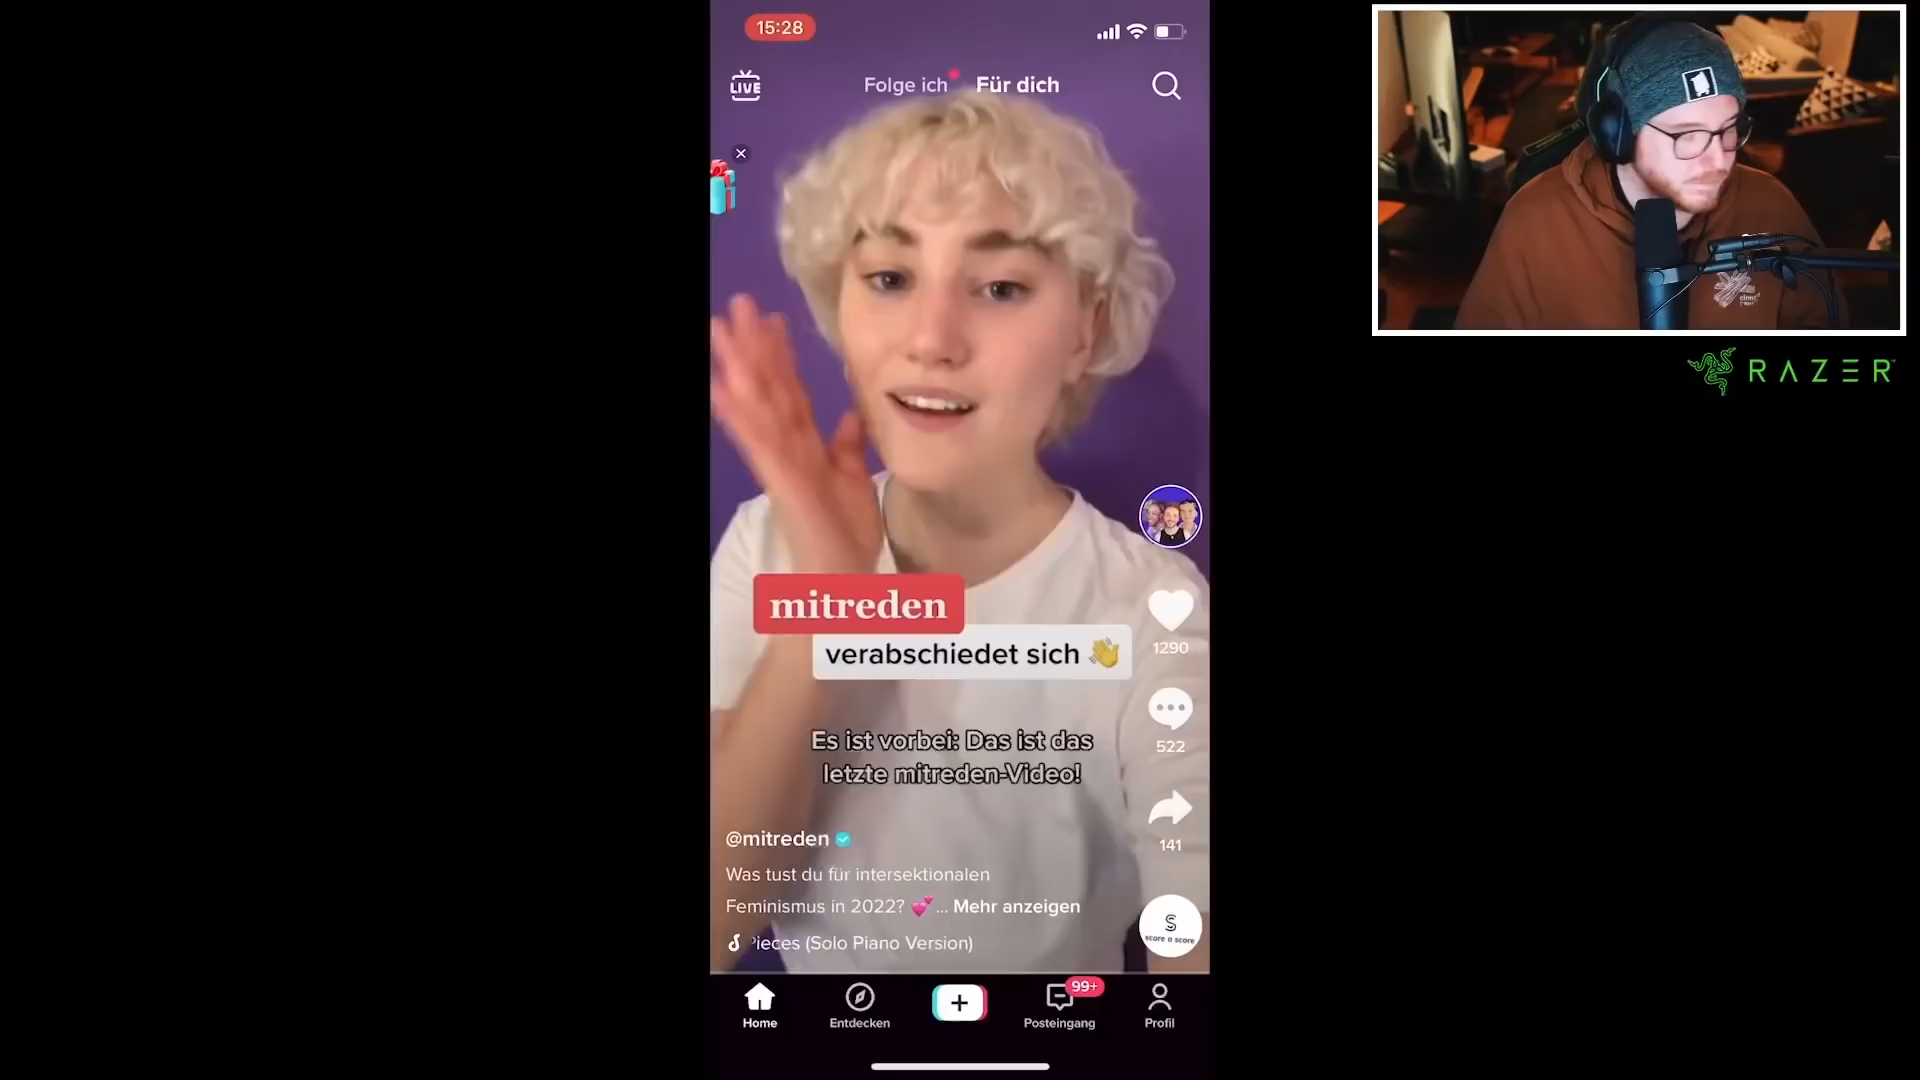 15:28
LIVE
Folge ich
Für dich
RAZER
mitreden
verabschiedet sich 👋
1290
Es ist vorbei: Das ist das
letzte mitreden-Video!
522
@mitreden
141
Was tust du für intersektionalen
Feminismus in 2022? 💕 ... Mehr anzeigen
ieces (Solo Piano Version)
S
score a score
99+
Home
Entdecken
Posteingang
Profil